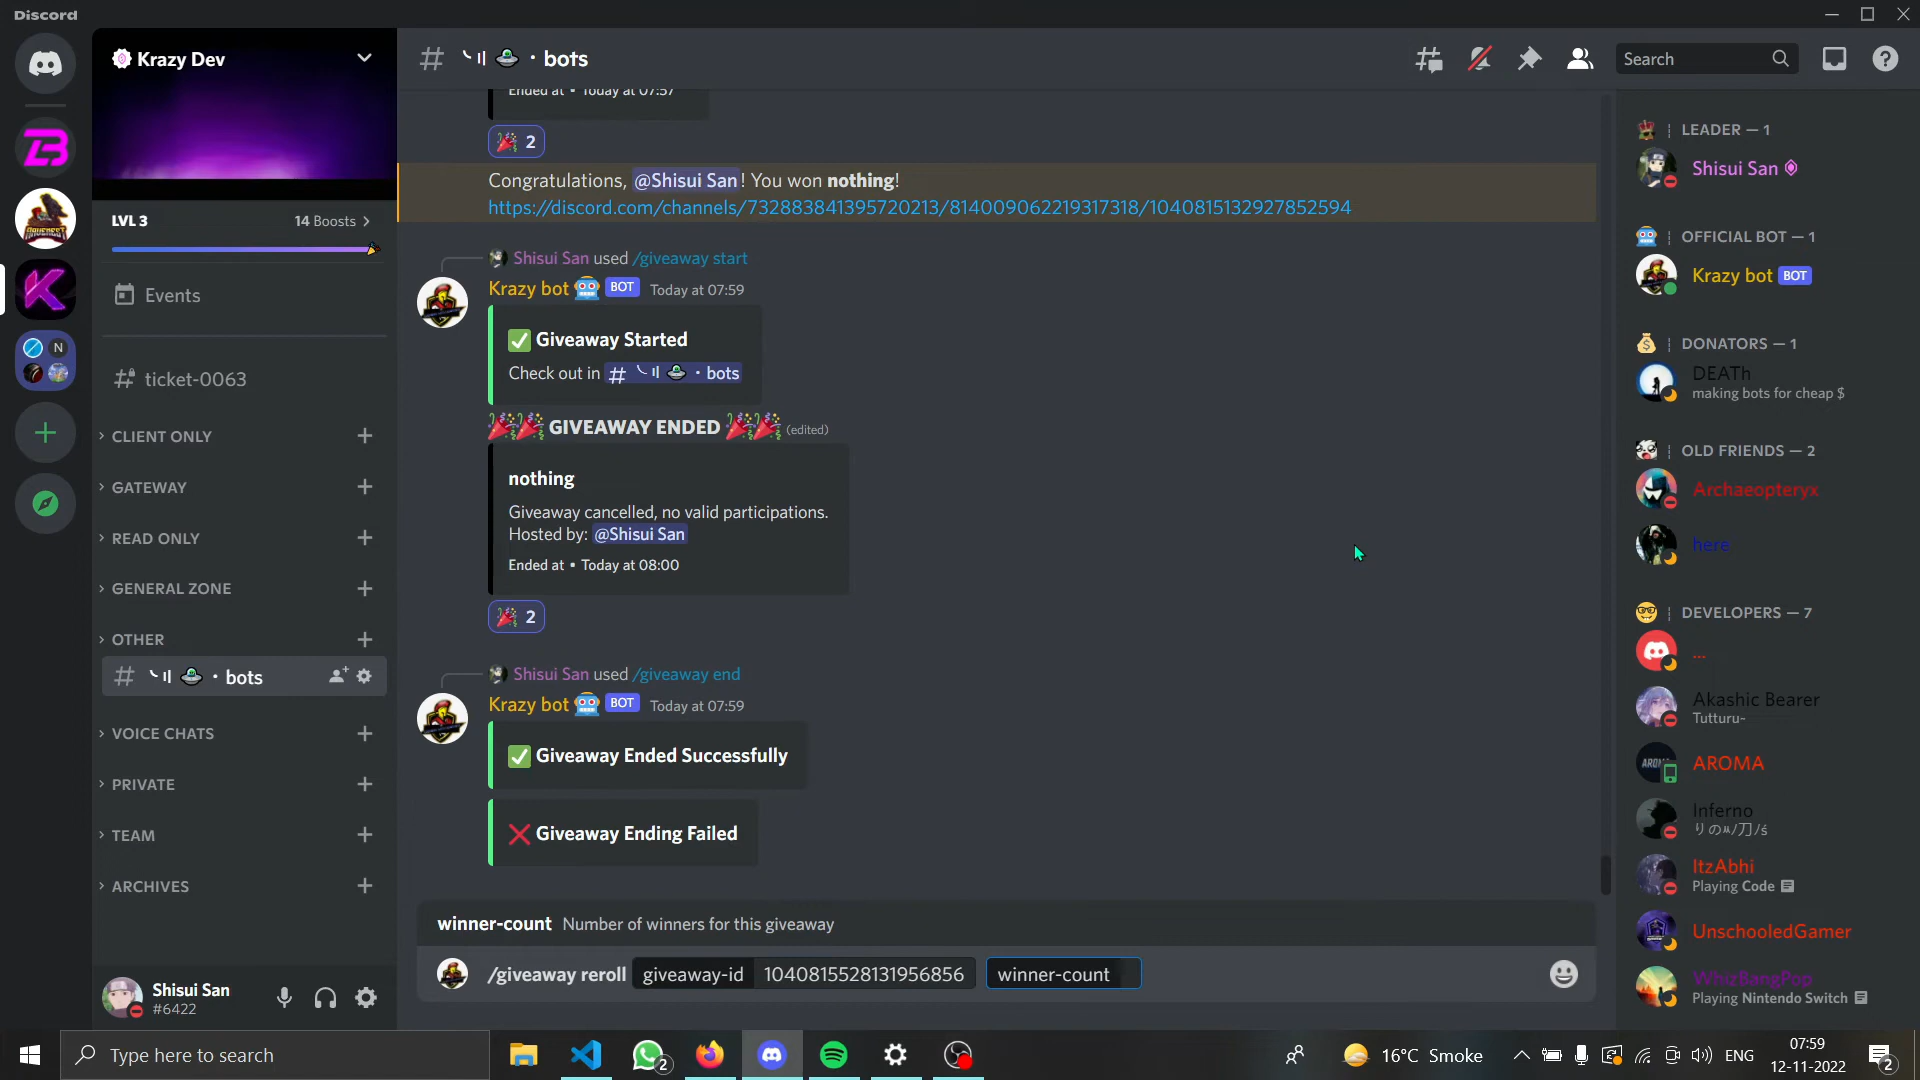 Discord
Krazy Dev
LVL 3
14 Boosts
Events
ticket-0063
CLIENT ONLY
GATEWAY
READ ONLY
GENERAL ZONE
OTHER
bots
VOICE CHATS
PRIVATE
TEAM
ARCHIVES
Shisui San
#6422
bots
Search
Ended at • Today at 07:57
2
Congratulations, @Shisui San! You won nothing!
https://discord.com/channels/732883841395720213/814009062219317318/1040815132927852594
Shisui San used /giveaway start
Krazy bot BOT Today at 07:59
Giveaway Started
Check out in # bots
GIVEAWAY ENDED (edited)
nothing
Giveaway cancelled, no valid participations.
Hosted by: @Shisui San
Ended at • Today at 08:00
2
Shisui San used /giveaway end
Krazy bot BOT Today at 07:59
Giveaway Ended Successfully
Giveaway Ending Failed
winner-count Number of winners for this giveaway
/giveaway reroll giveaway-id 1040815528131956856 winner-count
LEADER — 1
Shisui San
OFFICIAL BOT — 1
Krazy bot BOT
DONATORS — 1
DEATh
making bots for cheap $
OLD FRIENDS — 2
Archaeopteryx
here
DEVELOPERS — 7
...
Akashic Bearer
Tutturu~
AROMA
Inferno
ItzAbhi
Playing Code
UnschooledGamer
WhizBangPop
Playing Nintendo Switch
Type here to search
2
16°C Smoke
ENG
07:59
12-11-2022
2